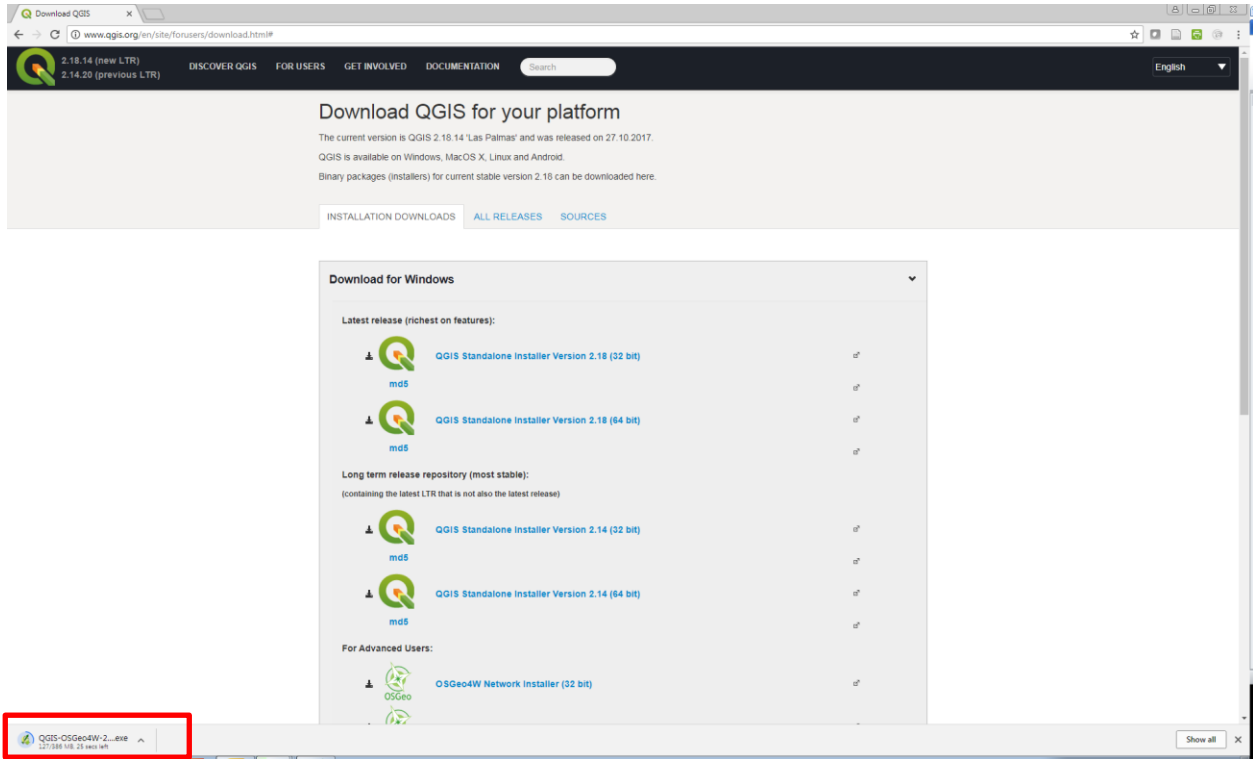 Download QGIS
www.qgis.org/en/site/forusers/download.html#
2.18.14 (new LTR)
2.14.20 (previous LTR)
DISCOVER QGIS FOR USERS GET INVOLVED DOCUMENTATION Search English
Download QGIS for your platform
The current version is QGIS 2.18.14 'Las Palmas' and was released on 27.10.2017.
QGIS is available on Windows, MacOS X, Linux and Android.
Binary packages (installers) for current stable version 2.18 can be downloaded here.
INSTALLATION DOWNLOADS ALL RELEASES SOURCES
Download for Windows
Latest release (richest on features):
QGIS Standalone Installer Version 2.18 (32 bit)
md5
QGIS Standalone Installer Version 2.18 (64 bit)
md5
Long term release repository (most stable):
(containing the latest LTR that is not also the latest release)
QGIS Standalone Installer Version 2.14 (32 bit)
md5
QGIS Standalone Installer Version 2.14 (64 bit)
md5
For Advanced Users:
OSGeo
OSGeo4W Network Installer (32 bit)
QGIS-OSGeo4W-2....exe
127/388 MB, 25 secs left
Show all